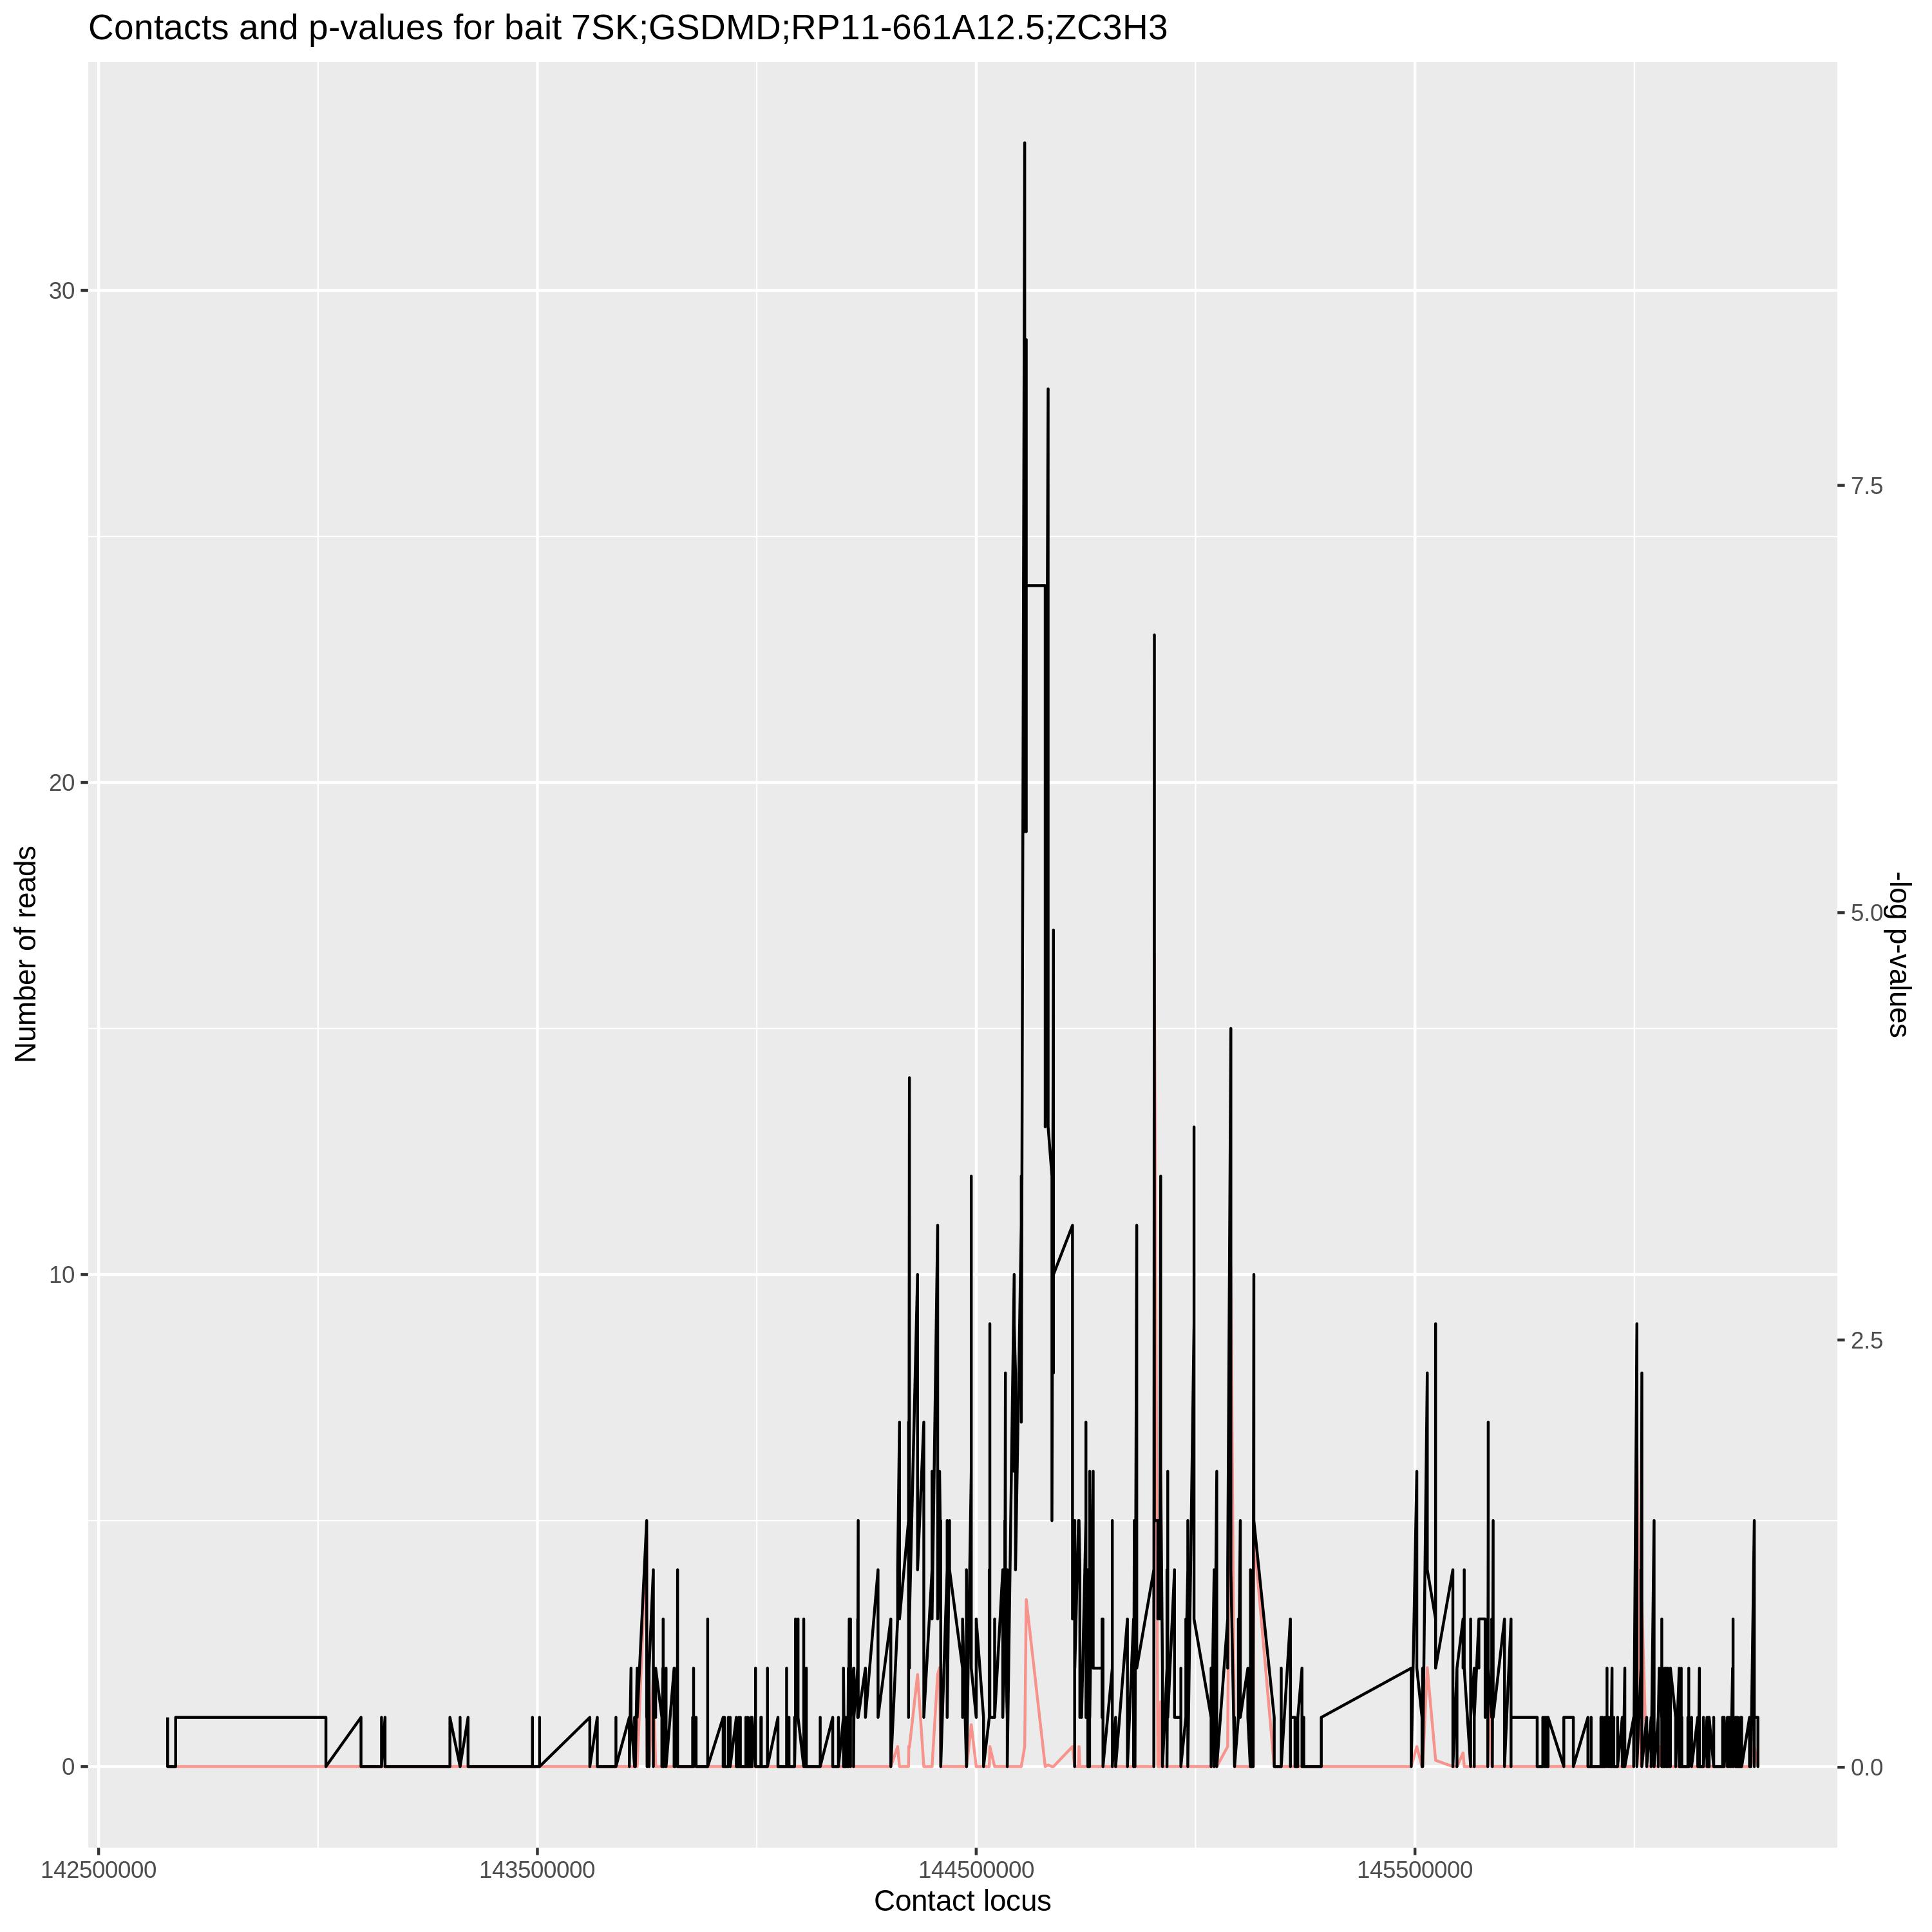 Contacts and p-values for bait 7SK;GSDMD;RP11-661A12.5;ZC3H3
30
20
10
0
Number of reads
7.5
5.0
2.5
0.0
-log p-values
142500000 143500000 144500000 145500000
Contact locus